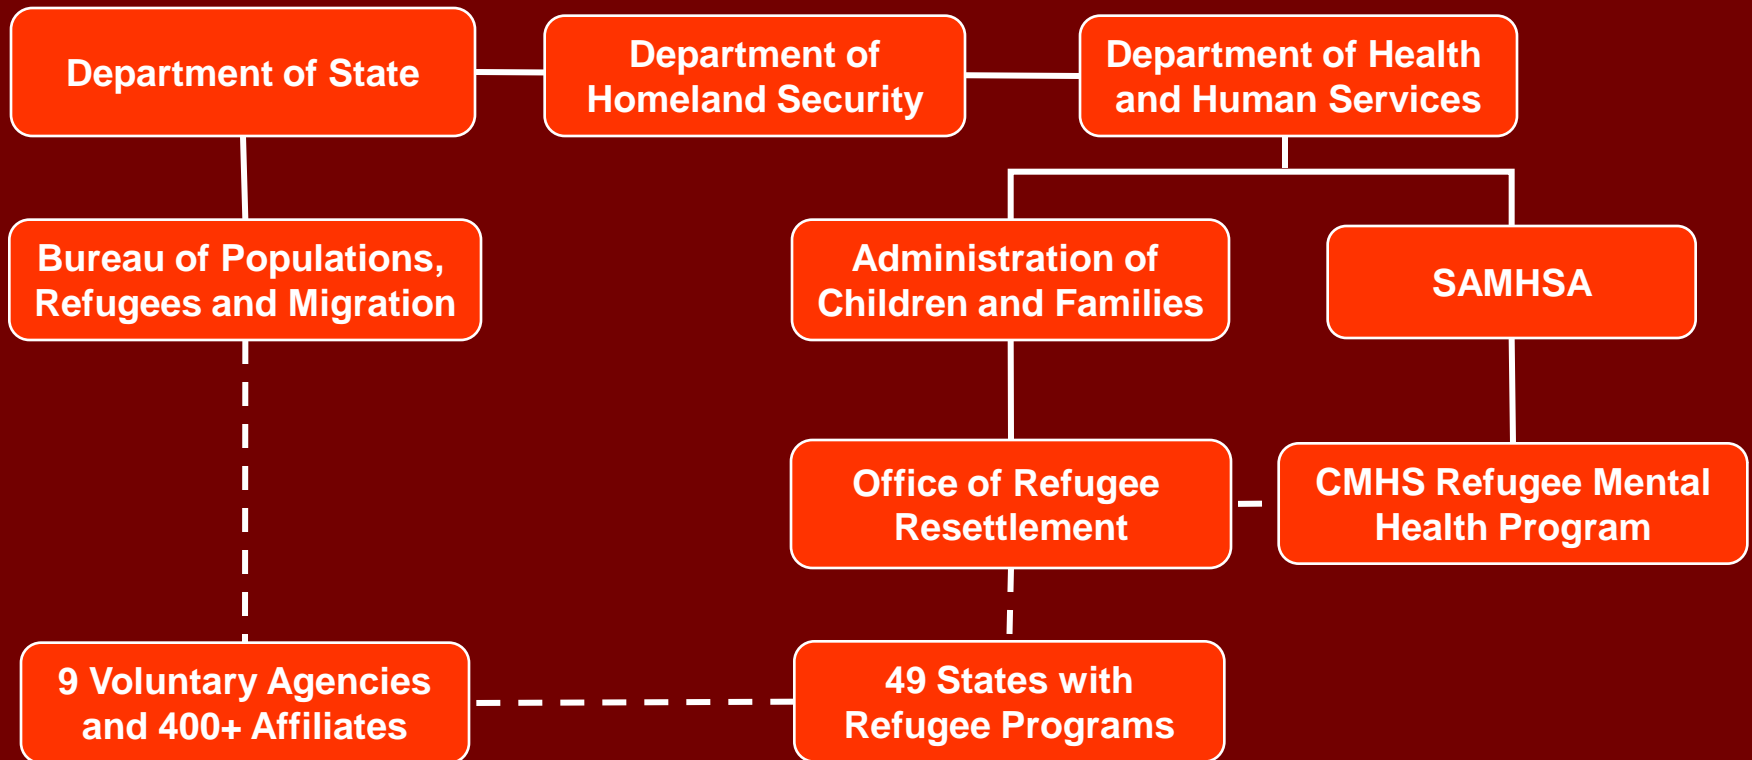 Department of State
Department of
Homeland Security
Department of Health
and Human Services
Bureau of Populations,
Refugees and Migration
Administration of
Children and Families
SAMHSA
Office of Refugee
Resettlement
CMHS Refugee Mental
Health Program
9 Voluntary Agencies
and 400+ Affiliates
49 States with
Refugee Programs